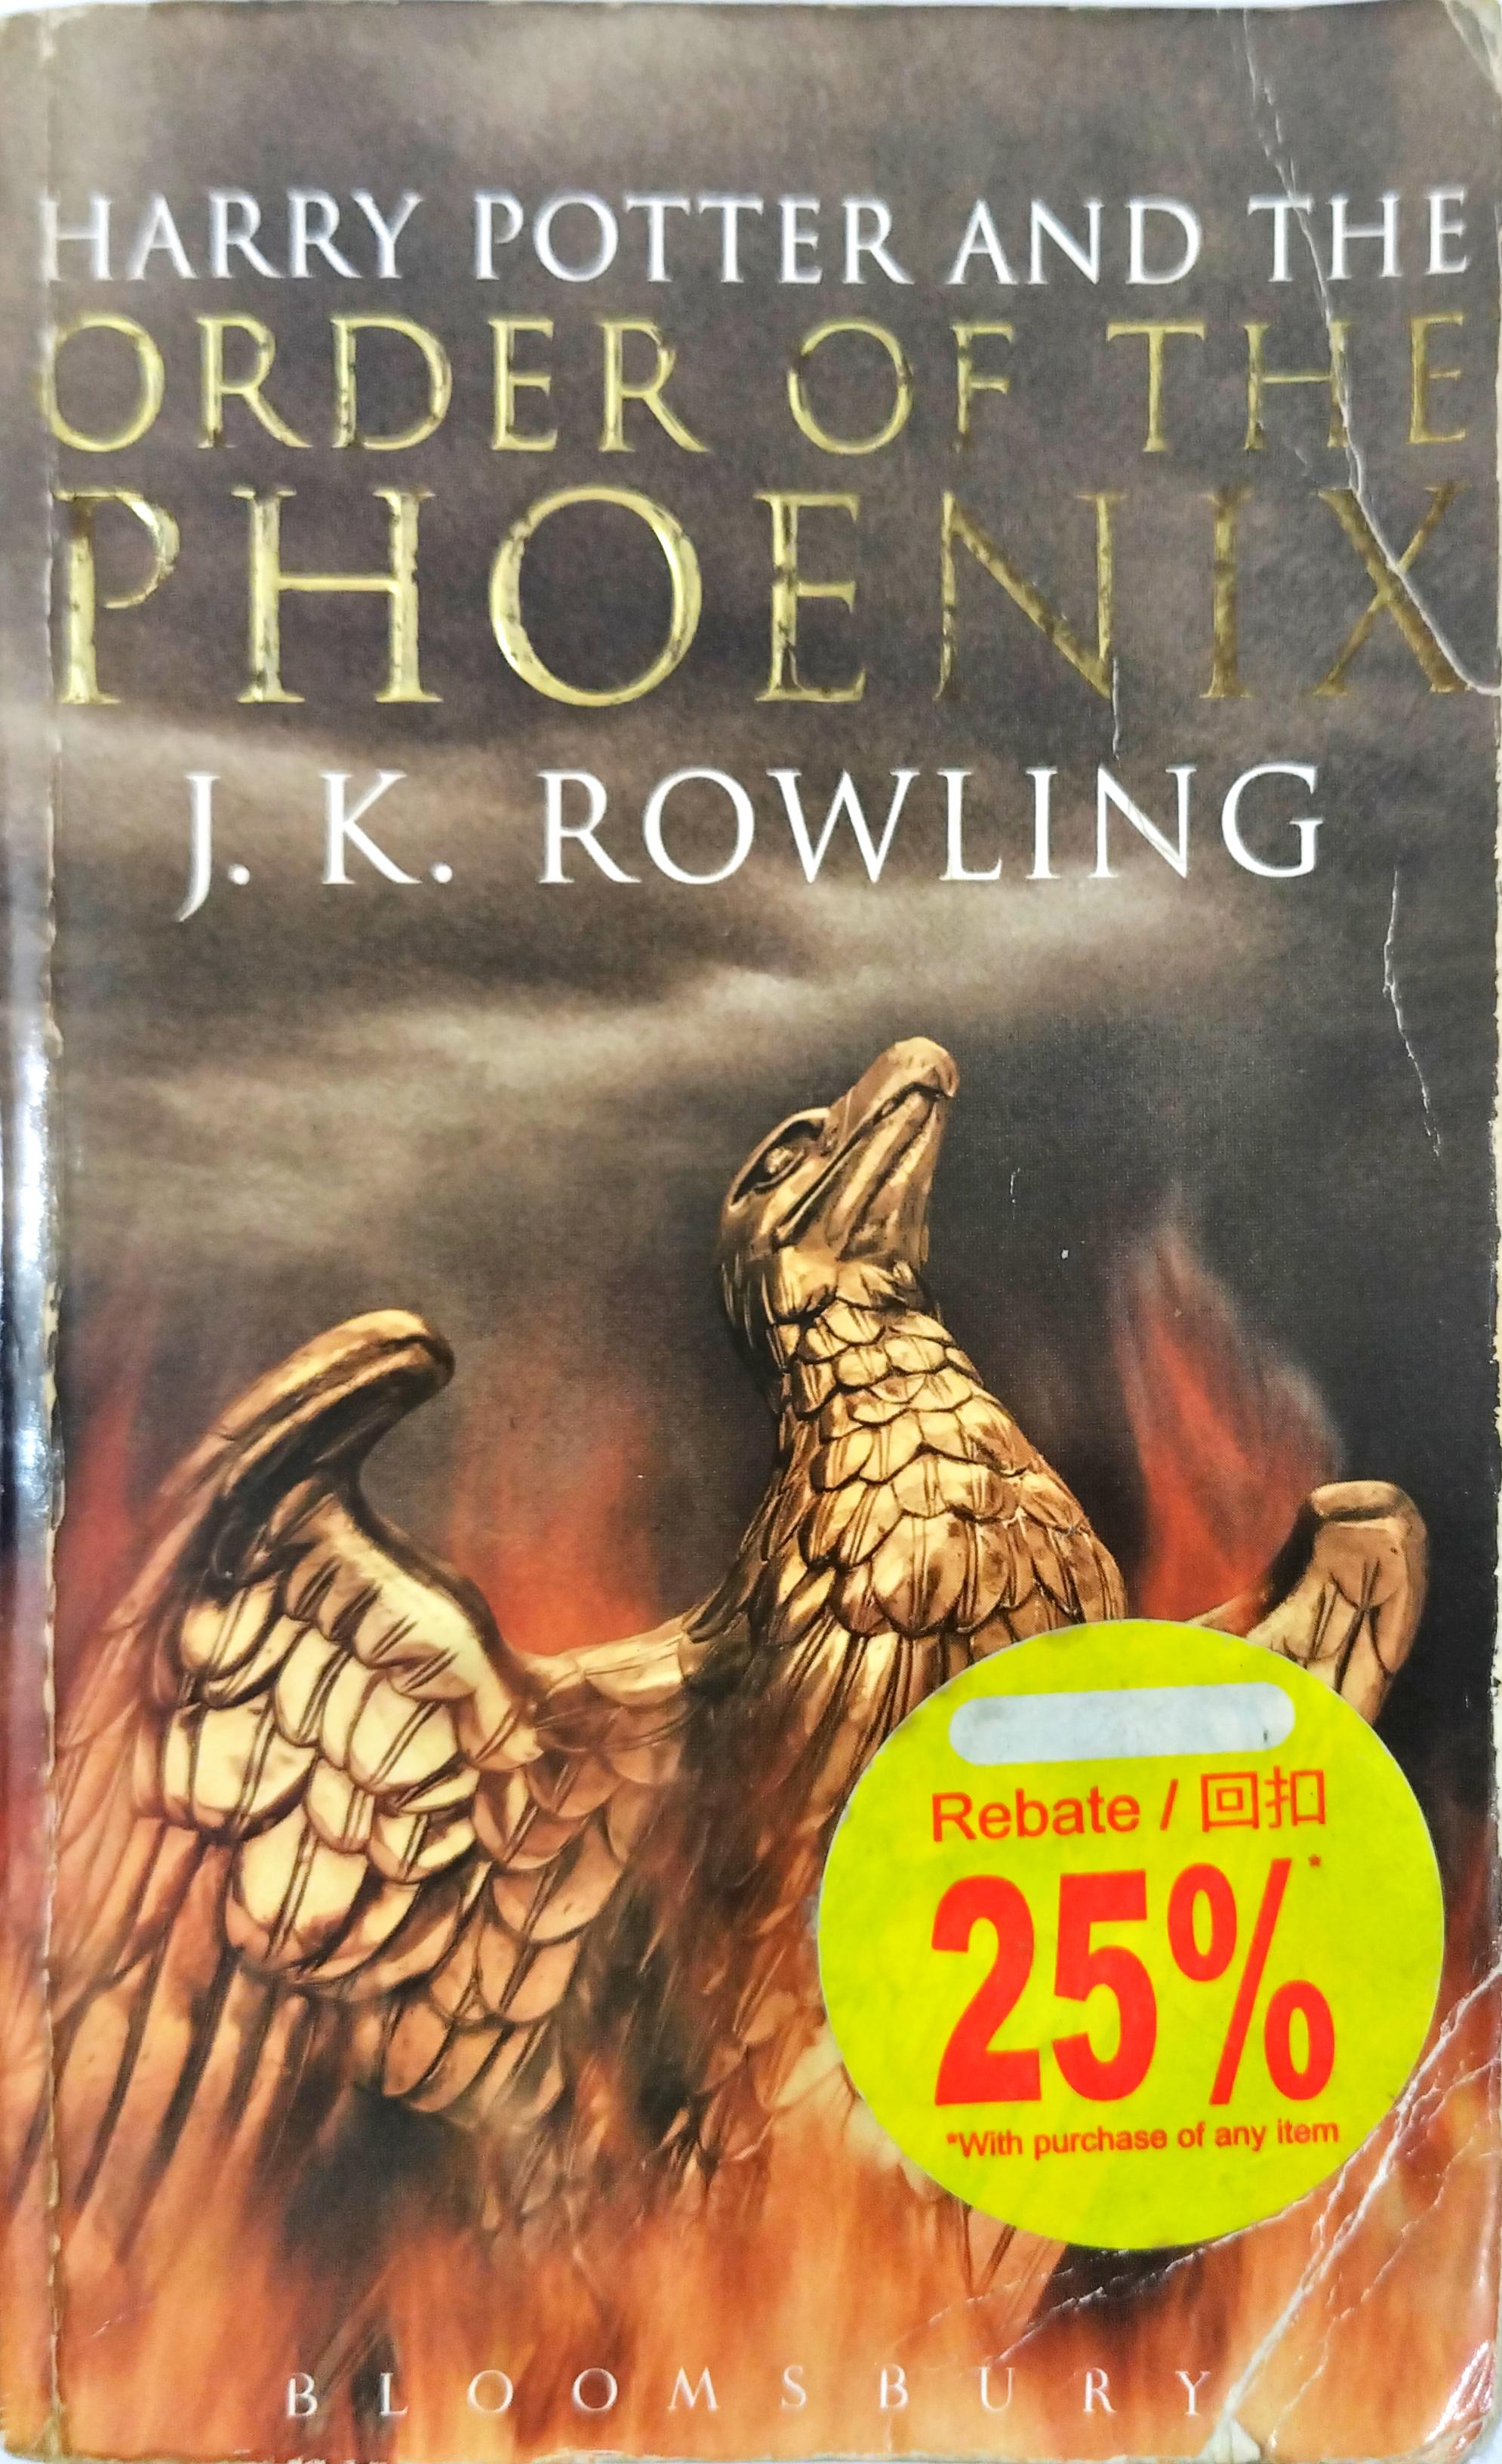 HARRY POTTER AND THE
ORDER OF THE
PHOENIX
J. K. ROWLING
Rebate / 回扣
25%*
*With purchase of any item
BLOOMSBURY